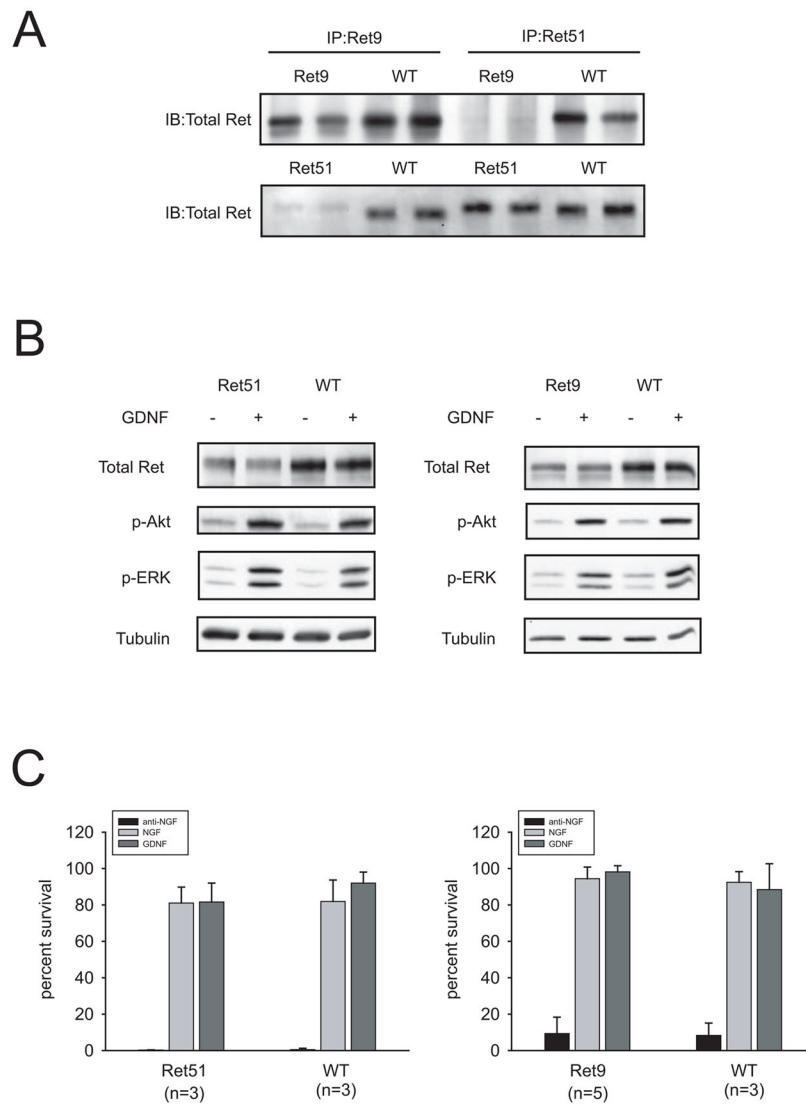 A
IP:Ret9 IP:Ret51
Ret9 WT Ret9 WT
IB:Total Ret
Ret51 WT Ret51 WT
IB:Total Ret
B
Ret51 WT
GDNF - + - +
Total Ret
p-Akt
p-ERK
Tubulin
Ret9 WT
GDNF - + - +
Total Ret
p-Akt
p-ERK
Tubulin
C
anti-NGF
NGF
GDNF
percent survival
120
100
80
60
40
20
0
Ret51 WT
(n=3) (n=3)
anti-NGF
NGF
GDNF
percent survival
120
100
80
60
40
20
0
Ret9 WT
(n=5) (n=3)